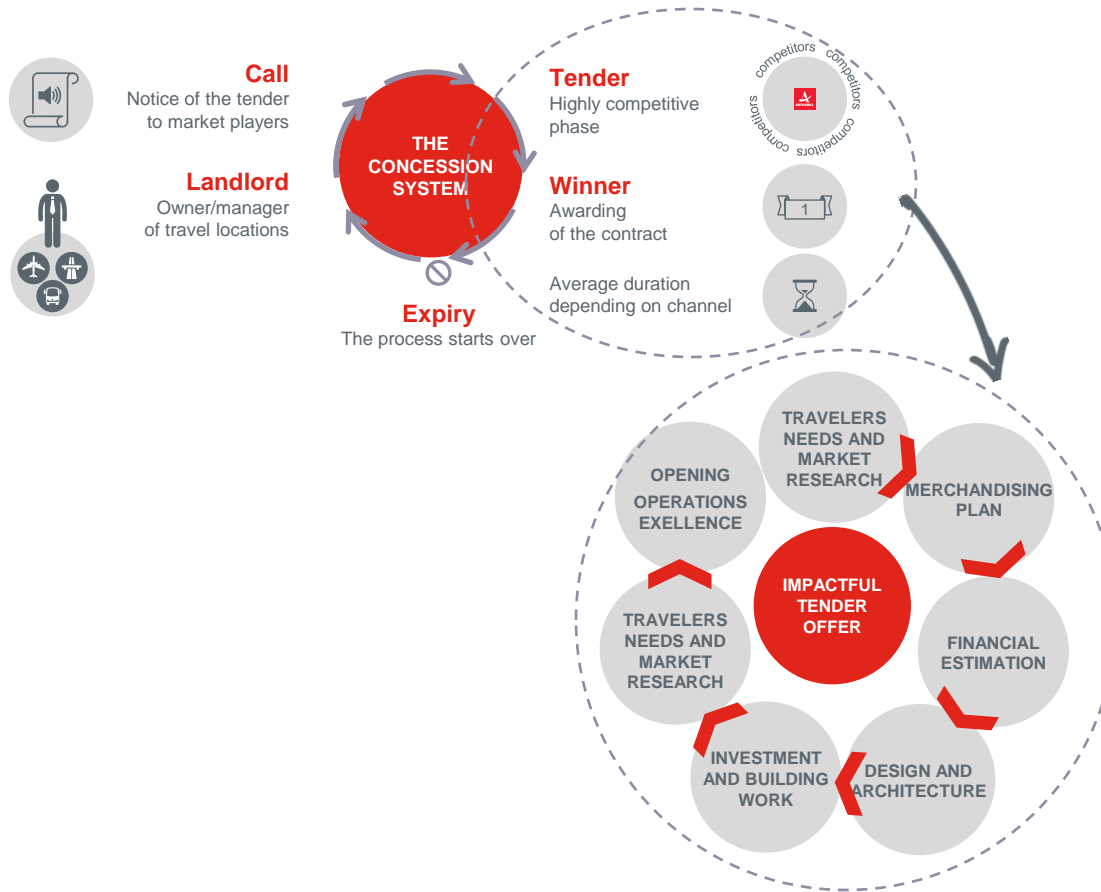 Call
Notice of the tender
to market players
Landlord
Owner/manager
of travel locations
THE
CONCESSION
SYSTEM
Expiry
The process starts over
Tender
Highly competitive
phase
Winner
Awarding
of the contract
Average duration
depending on channel
competitors competitors competitors competitors competitors
1
TRAVELERS
NEEDS AND
MARKET
RESEARCH
MERCHANDISING
PLAN
FINANCIAL
ESTIMATION
DESIGN AND
ARCHITECTURE
INVESTMENT
AND BUILDING
WORK
TRAVELERS
NEEDS AND
MARKET
RESEARCH
OPENING
OPERATIONS
EXELLENCE
IMPACTFUL
TENDER
OFFER